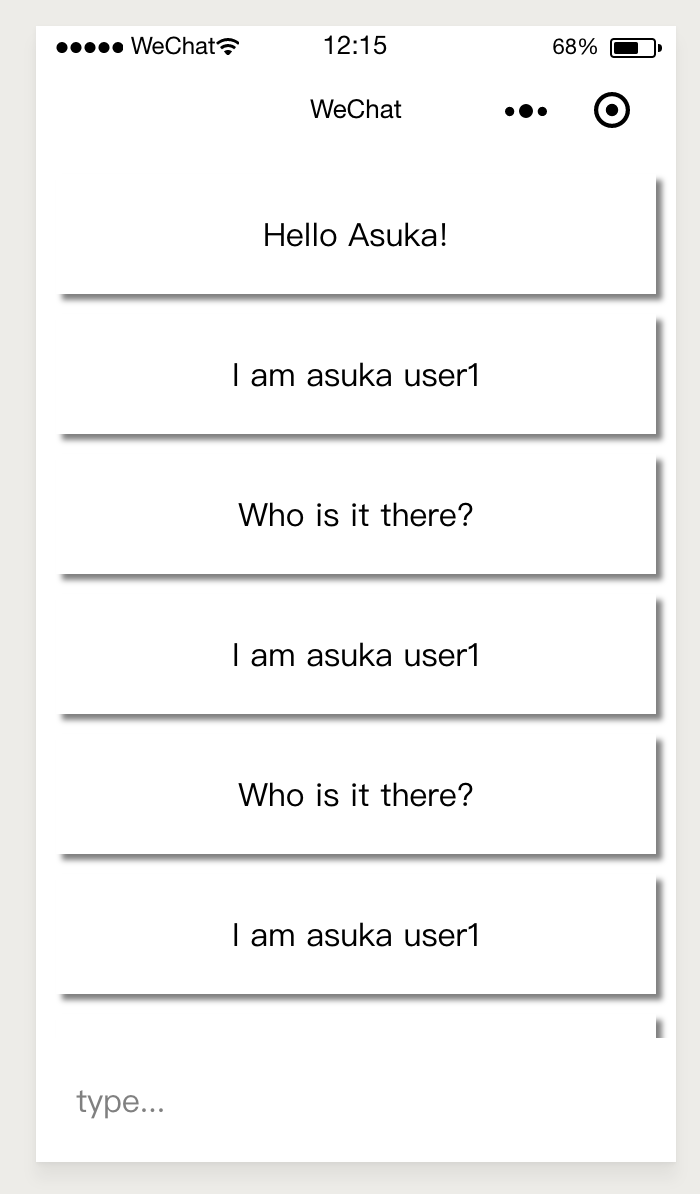 WeChat 12:15 68%
WeChat
Hello Asuka!
I am asuka user1
Who is it there?
I am asuka user1
Who is it there?
I am asuka user1
type...